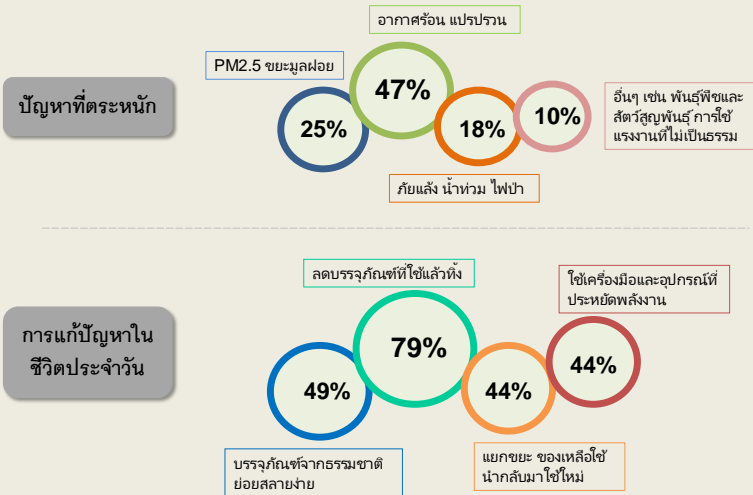 อากาศร้อน แปรปรวน
PM2.5 ขยะมูลฝอย
ปัญหาที่ตระหนัก
25%
47%
18%
10%
อื่นๆ เช่น พันธุ์พืชและ
สัตว์สูญพันธุ์ การใช้
แรงงานที่ไม่เป็นธรรม
ภัยแล้ง น้ำท่วม ไฟป่า
ลดบรรจุภัณฑ์ที่ใช้แล้วทิ้ง
ใช้เครื่องมือและอุปกรณ์ที่
ประหยัดพลังงาน
การแก้ปัญหาใน
ชีวิตประจำวัน
49%
79%
44%
44%
บรรจุภัณฑ์จากธรรมชาติ
ย่อยสลายง่าย
แยกขยะ ของเหลือใช้
นำกลับมาใช้ใหม่